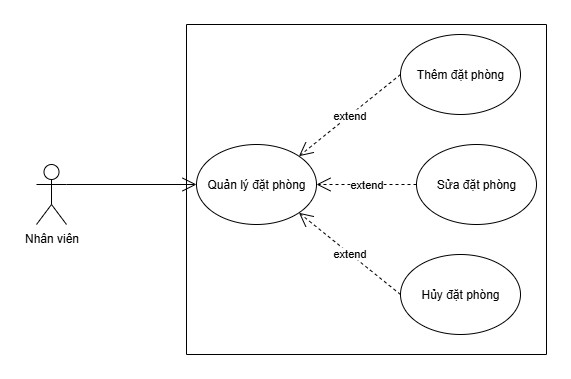 Thêm đặt phòng
extend
Quản lý đặt phòng
extend
Sửa đặt phòng
Nhân viên
extend
Hủy đặt phòng